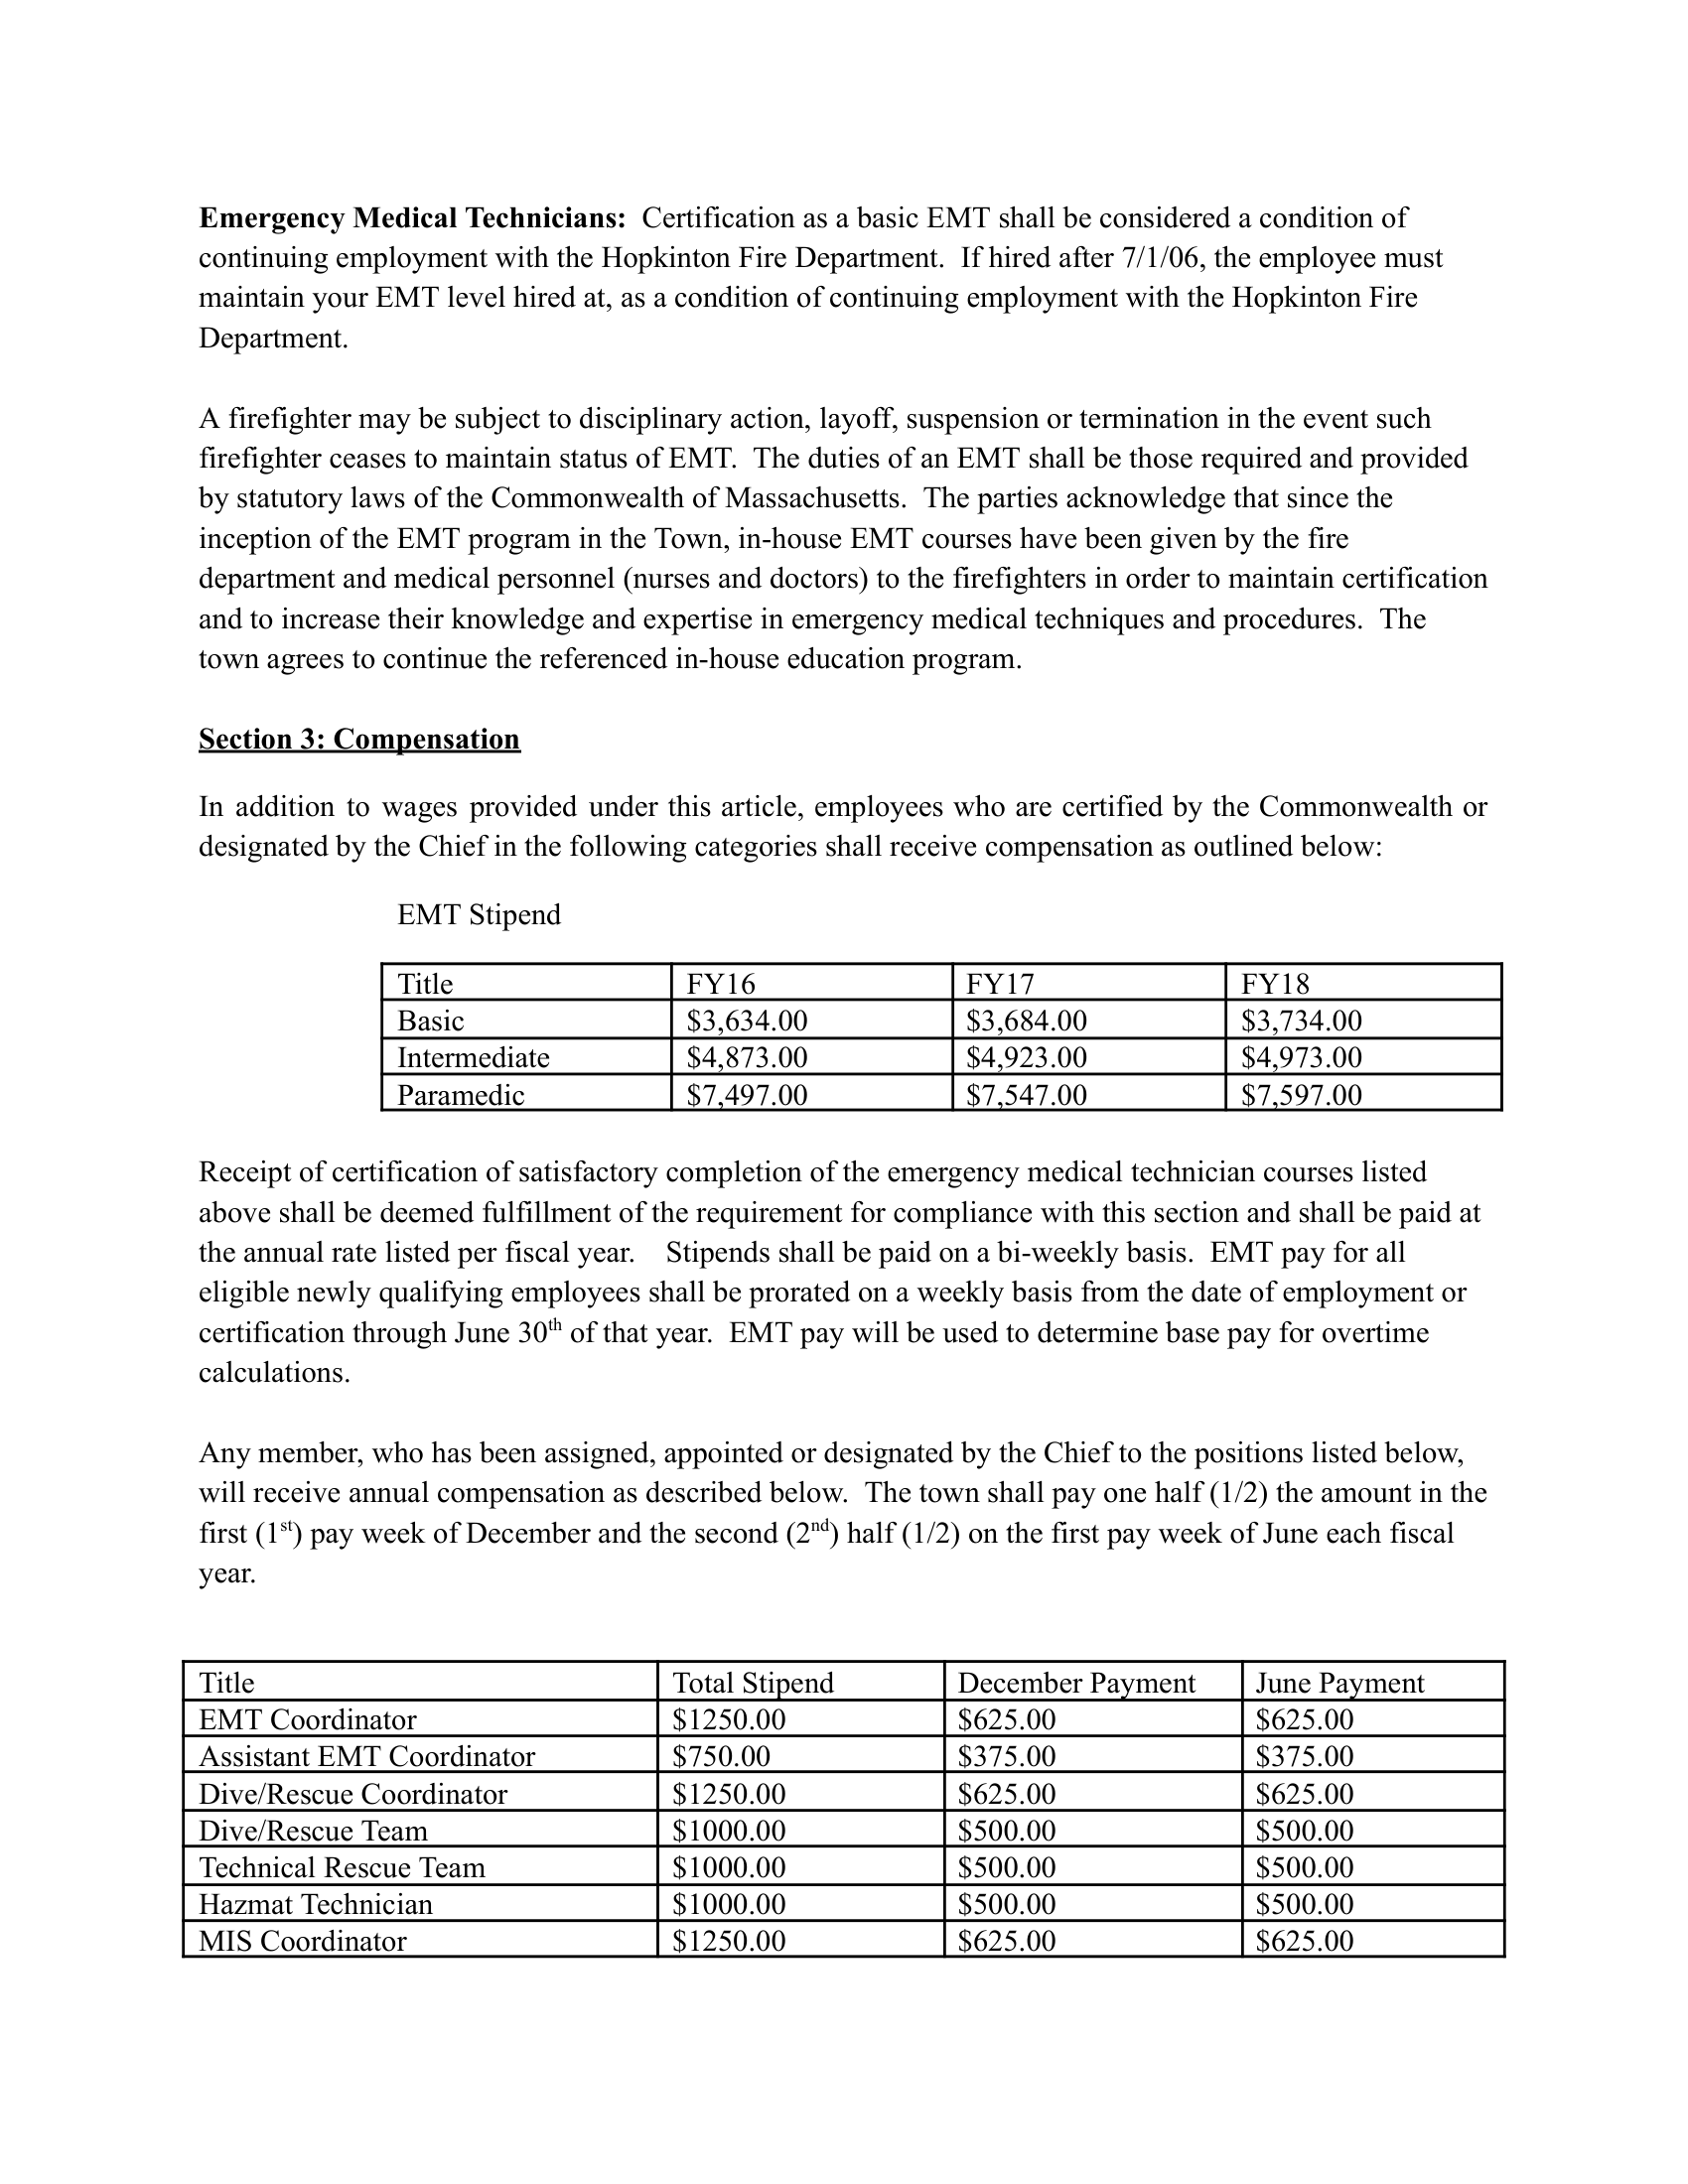 Emergency Medical Technicians:  Certification as a basic EMT shall be considered a condition of
continuing employment with the Hopkinton Fire Department.  If hired after 7/1/06, the employee must
maintain your EMT level hired at, as a condition of continuing employment with the Hopkinton Fire
Department.
A firefighter may be subject to disciplinary action, layoff, suspension or termination in the event such
firefighter ceases to maintain status of EMT.  The duties of an EMT shall be those required and provided
by statutory laws of the Commonwealth of Massachusetts.  The parties acknowledge that since the
inception of the EMT program in the Town, in-house EMT courses have been given by the fire
department and medical personnel (nurses and doctors) to the firefighters in order to maintain certification
and to increase their knowledge and expertise in emergency medical techniques and procedures.  The
town agrees to continue the referenced in-house education program.
Section 3: Compensation
In addition to wages provided under this article, employees who are certified by the Commonwealth or
designated by the Chief in the following categories shall receive compensation as outlined below:
EMT Stipend
Title FY16 FY17 FY18
Basic $3,634.00 $3,684.00 $3,734.00
Intermediate $4,873.00 $4,923.00 $4,973.00
Paramedic $7,497.00 $7,547.00 $7,597.00
Receipt of certification of satisfactory completion of the emergency medical technician courses listed
above shall be deemed fulfillment of the requirement for compliance with this section and shall be paid at
the annual rate listed per fiscal year.    Stipends shall be paid on a bi-weekly basis.  EMT pay for all
eligible newly qualifying employees shall be prorated on a weekly basis from the date of employment or
certification through June 30th of that year.  EMT pay will be used to determine base pay for overtime
calculations.
Any member, who has been assigned, appointed or designated by the Chief to the positions listed below,
will receive annual compensation as described below.  The town shall pay one half (1/2) the amount in the
first (1st) pay week of December and the second (2nd) half (1/2) on the first pay week of June each fiscal
year.
Title Total Stipend December Payment June Payment
EMT Coordinator $1250.00 $625.00 $625.00
Assistant EMT Coordinator $750.00 $375.00 $375.00
Dive/Rescue Coordinator $1250.00 $625.00 $625.00
Dive/Rescue Team $1000.00 $500.00 $500.00
Technical Rescue Team $1000.00 $500.00 $500.00
Hazmat Technician $1000.00 $500.00 $500.00
MIS Coordinator $1250.00 $625.00 $625.00